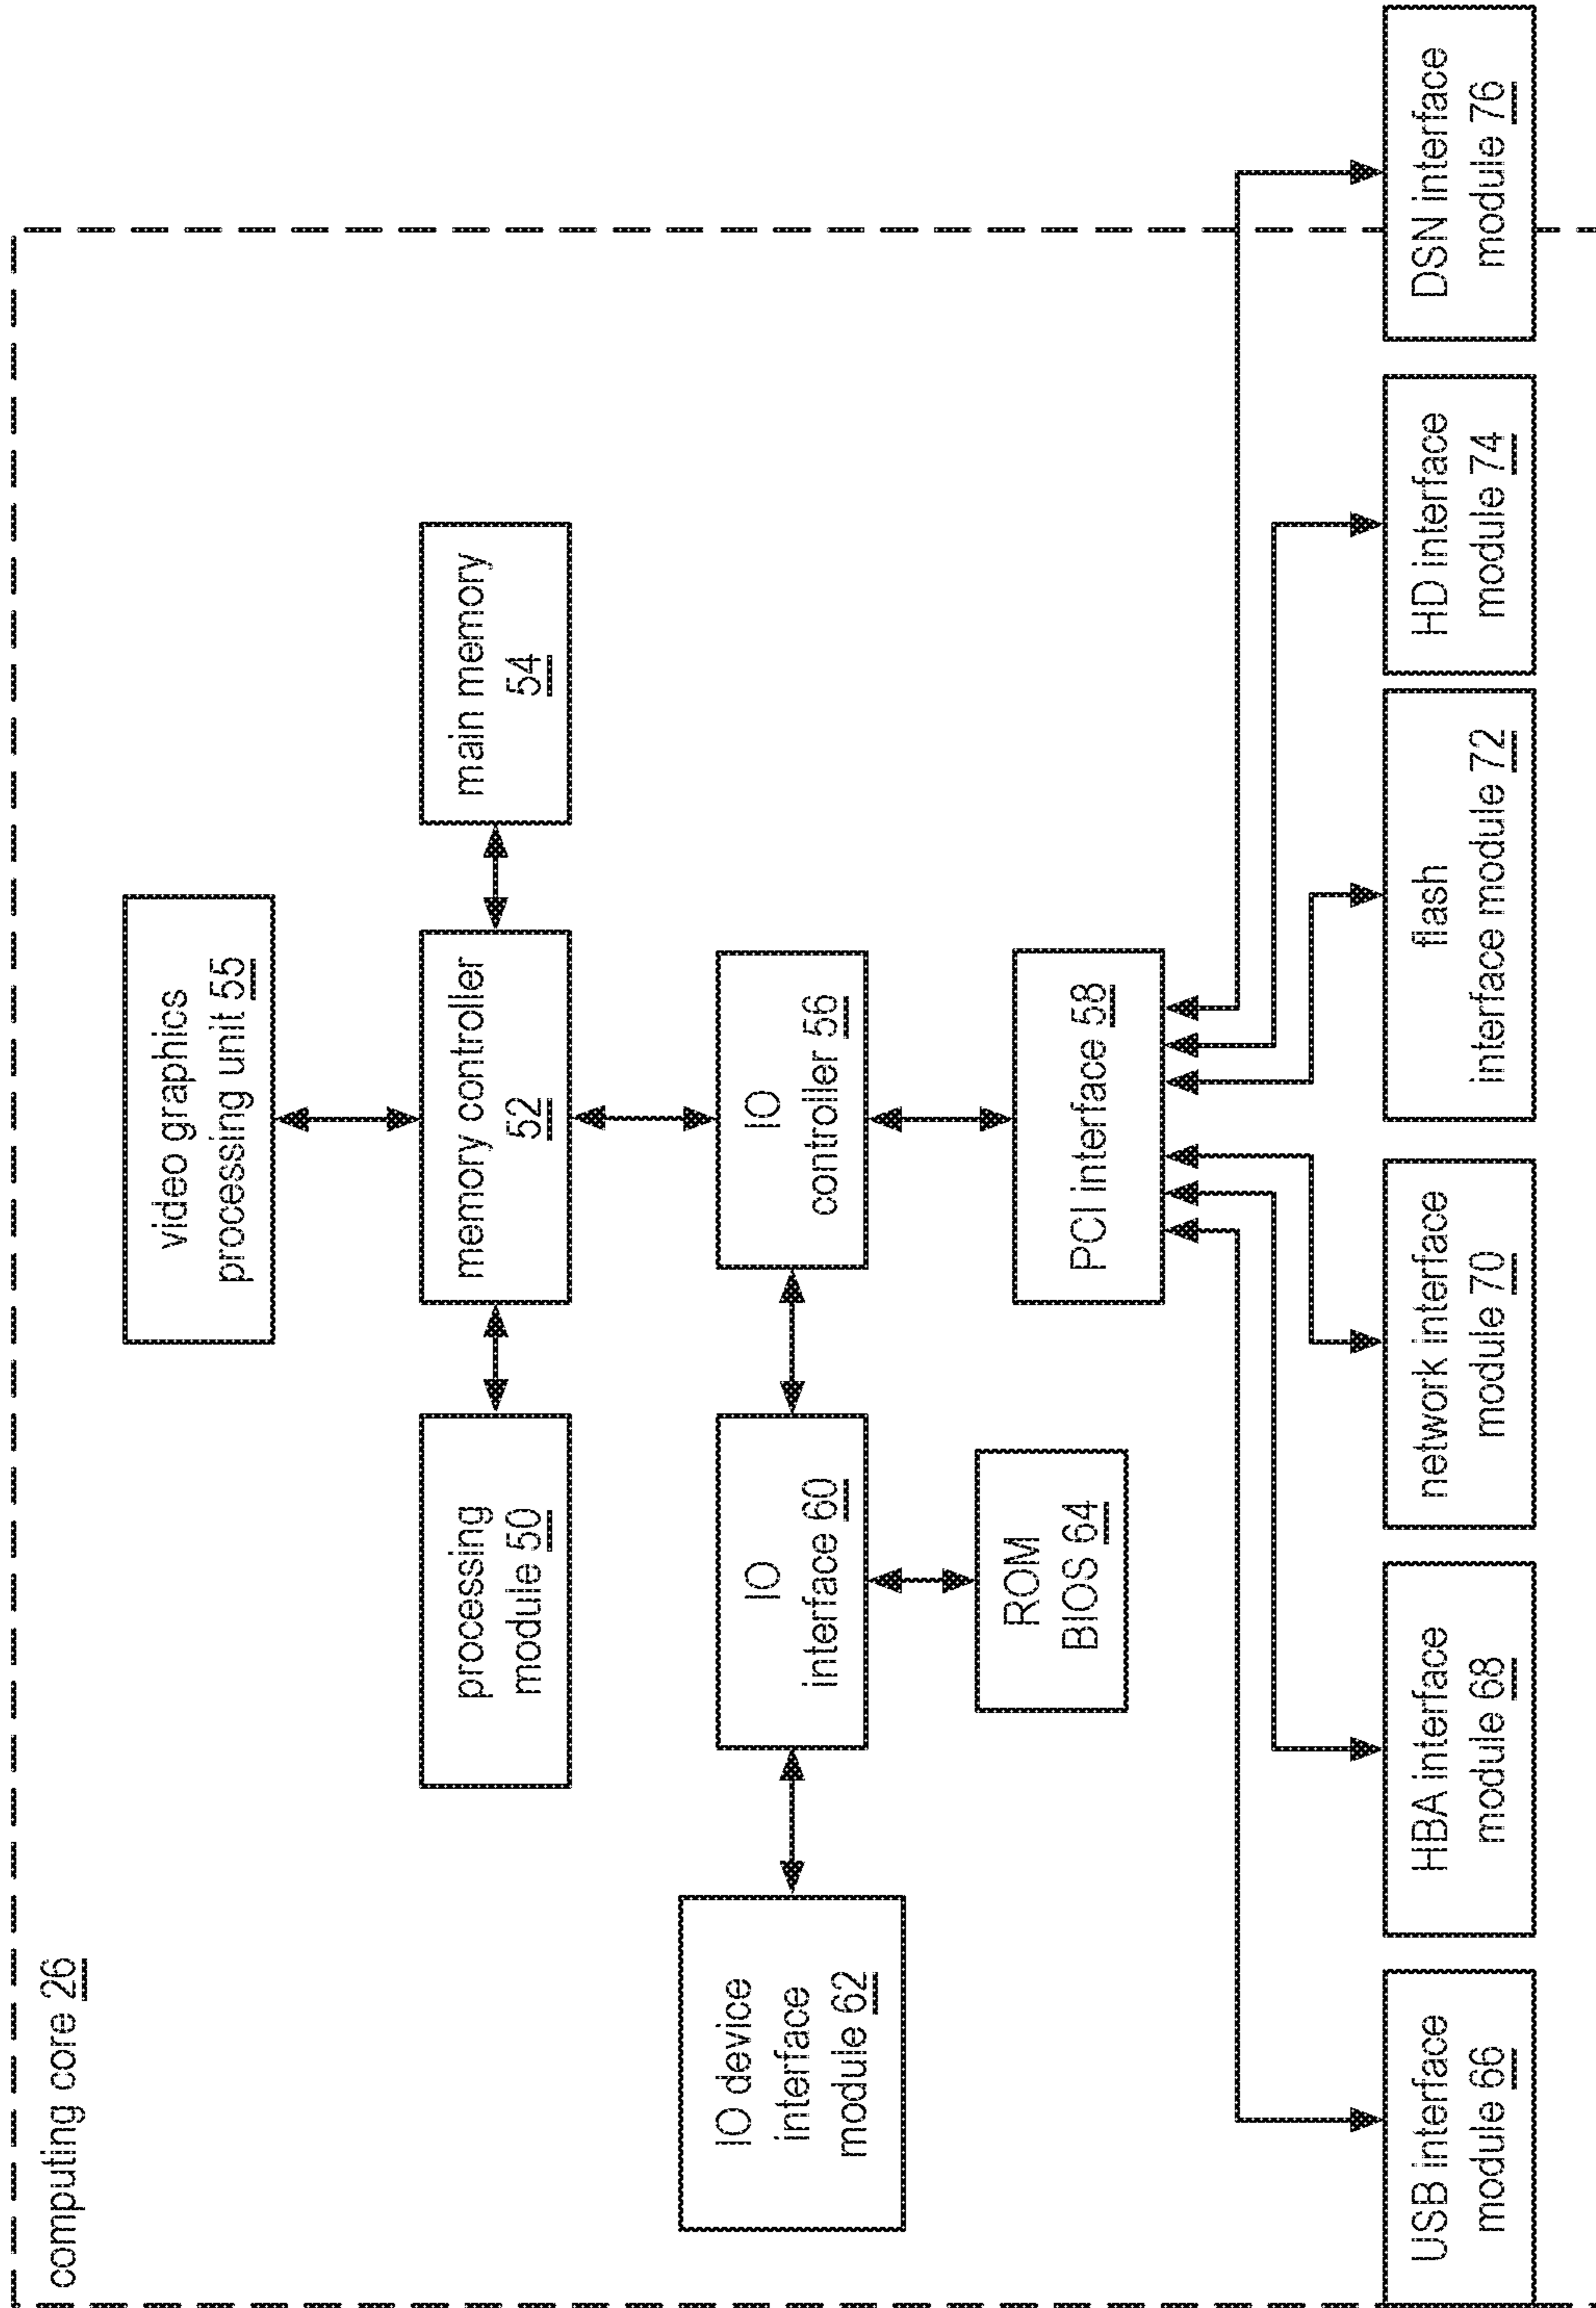 computing core 26
video graphics
processing unit 55
processing
module 50
memory controller
52
main memory
54
IO device
interface
module 62
IO
interface 60
IO
controller 56
ROM
BIOS 64
PCI interface 58
USB interface
module 66
HBA interface
module 68
network interface
module 70
flash
interface module 72
HD interface
module 74
DSN interface
module 76